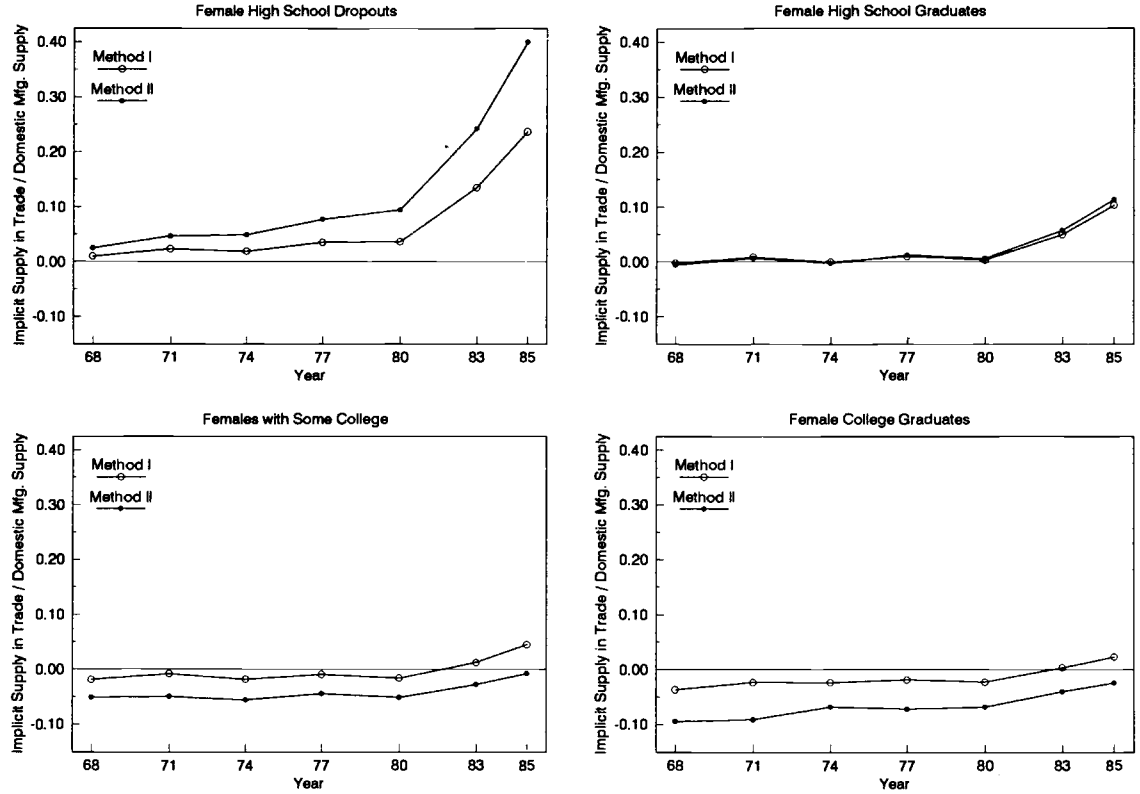 Female High School Dropouts
Implicit Supply in Trade / Domestic Mfg. Supply
0.40
0.30
0.20
0.10
0.00
-0.10
Method I
Method II
68 71 74 77 80 83 85
Year
Female High School Graduates
Implicit Supply in Trade / Domestic Mfg. Supply
0.40
0.30
0.20
0.10
0.00
-0.10
Method I
Method II
68 71 74 77 80 83 85
Year
Females with Some College
Implicit Supply in Trade / Domestic Mfg. Supply
0.40
0.30
0.20
0.10
0.00
-0.10
Method I
Method II
68 71 74 77 80 83 85
Year
Female College Graduates
Implicit Supply in Trade / Domestic Mfg. Supply
0.40
0.30
0.20
0.10
0.00
-0.10
Method I
Method II
68 71 74 77 80 83 85
Year